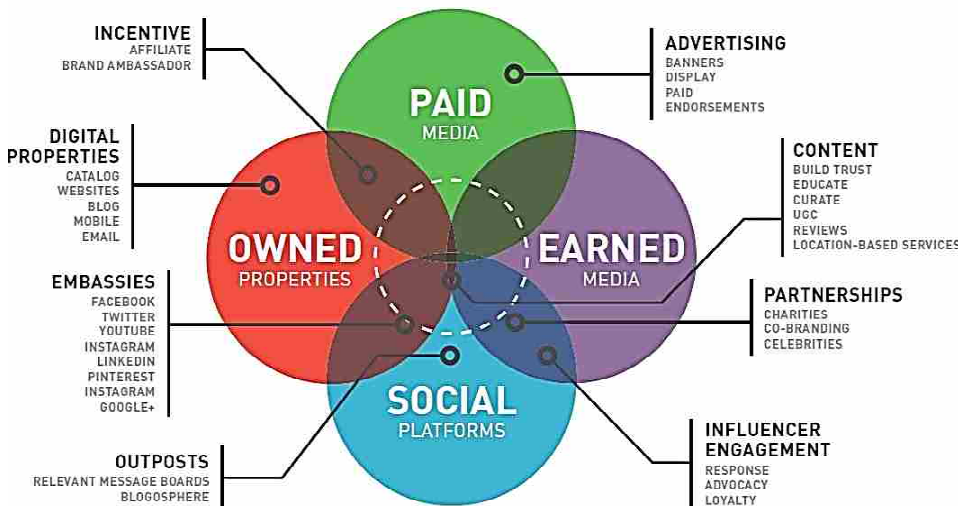 INCENTIVE
AFFILIATE
BRAND AMBASSADOR
ADVERTISING
BANNERS
DISPLAY
PAID
ENDORSEMENTS
PAID
MEDIA
DIGITAL
PROPERTIES
CATALOG
WEBSITES
BLOG
MOBILE
EMAIL
CONTENT
BUILD TRUST
EDUCATE
CURATE
UGC
REVIEWS
LOCATION-BASED SERVICES
OWNED
PROPERTIES
EARNED
MEDIA
EMBASSIES
FACEBOOK
TWITTER
YOUTUBE
INSTAGRAM
LINKEDIN
PINTEREST
INSTAGRAM
GOOGLE+
PARTNERSHIPS
CHARITIES
CO-BRANDING
CELEBRITIES
SOCIAL
PLATFORMS
OUTPOSTS
RELEVANT MESSAGE BOARDS
BLOGOSPHERE
INFLUENCER
ENGAGEMENT
RESPONSE
ADVOCACY
LOYALTY